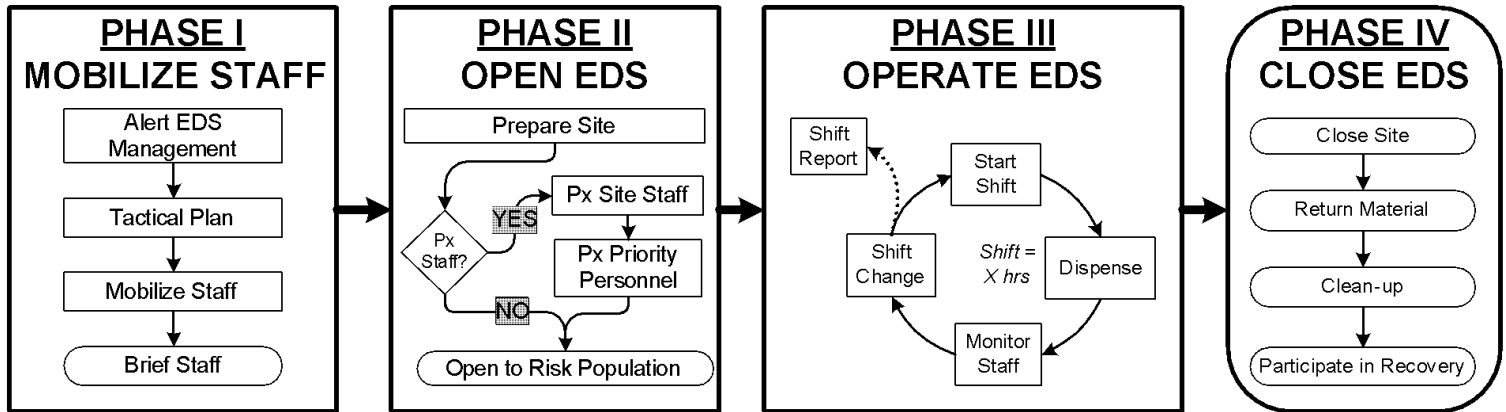 PHASE I
MOBILIZE STAFF
Alert EDS
Management
Tactical Plan
Mobilize Staff
Brief Staff
PHASE II
OPEN EDS
Prepare Site
Px
Staff?
YES
Px Site Staff
Px Priority
Personnel
NO
Open to Risk Population
PHASE III
OPERATE EDS
Shift
Report
Start
Shift
Dispense
Monitor
Staff
Shift
Change
Shift =
X hrs
PHASE IV
CLOSE EDS
Close Site
Return Material
Clean-up
Participate in Recovery